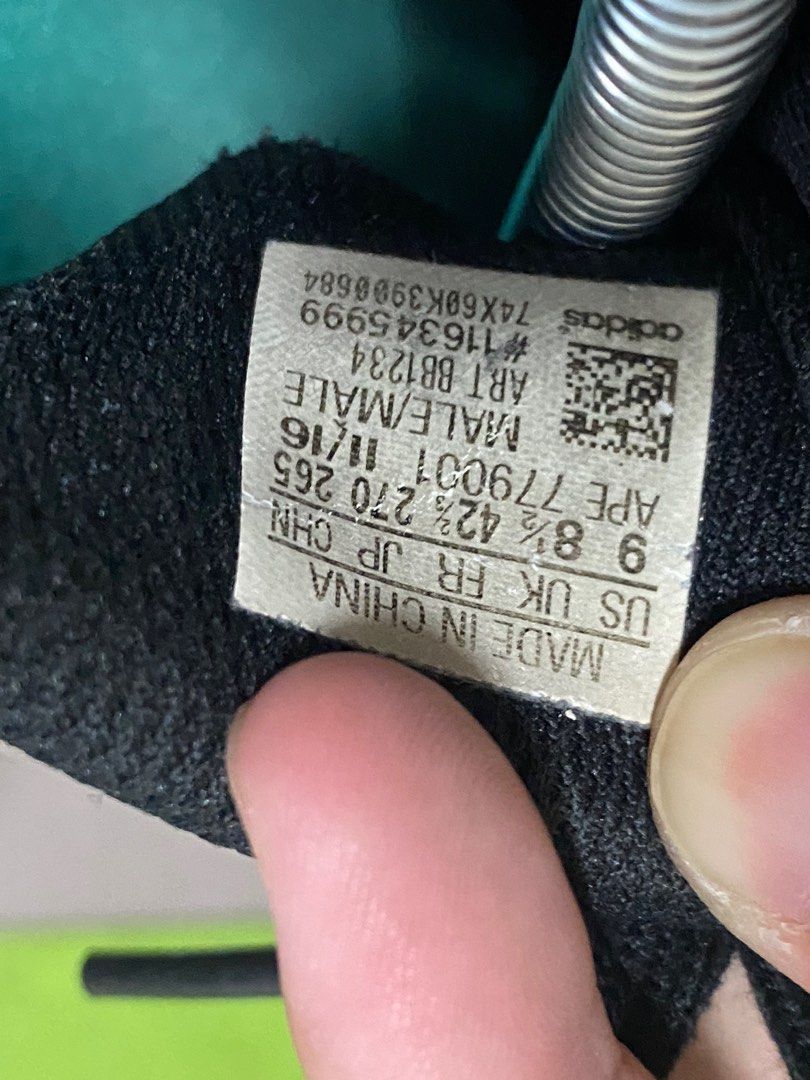 MADE IN CHINA
US UK FR JP CHN
9 8½ 42⅔ 270 265
APE 779001 11/16
MALE/MALE
ART BB1234
#116345999
adidas
74X60K3900684